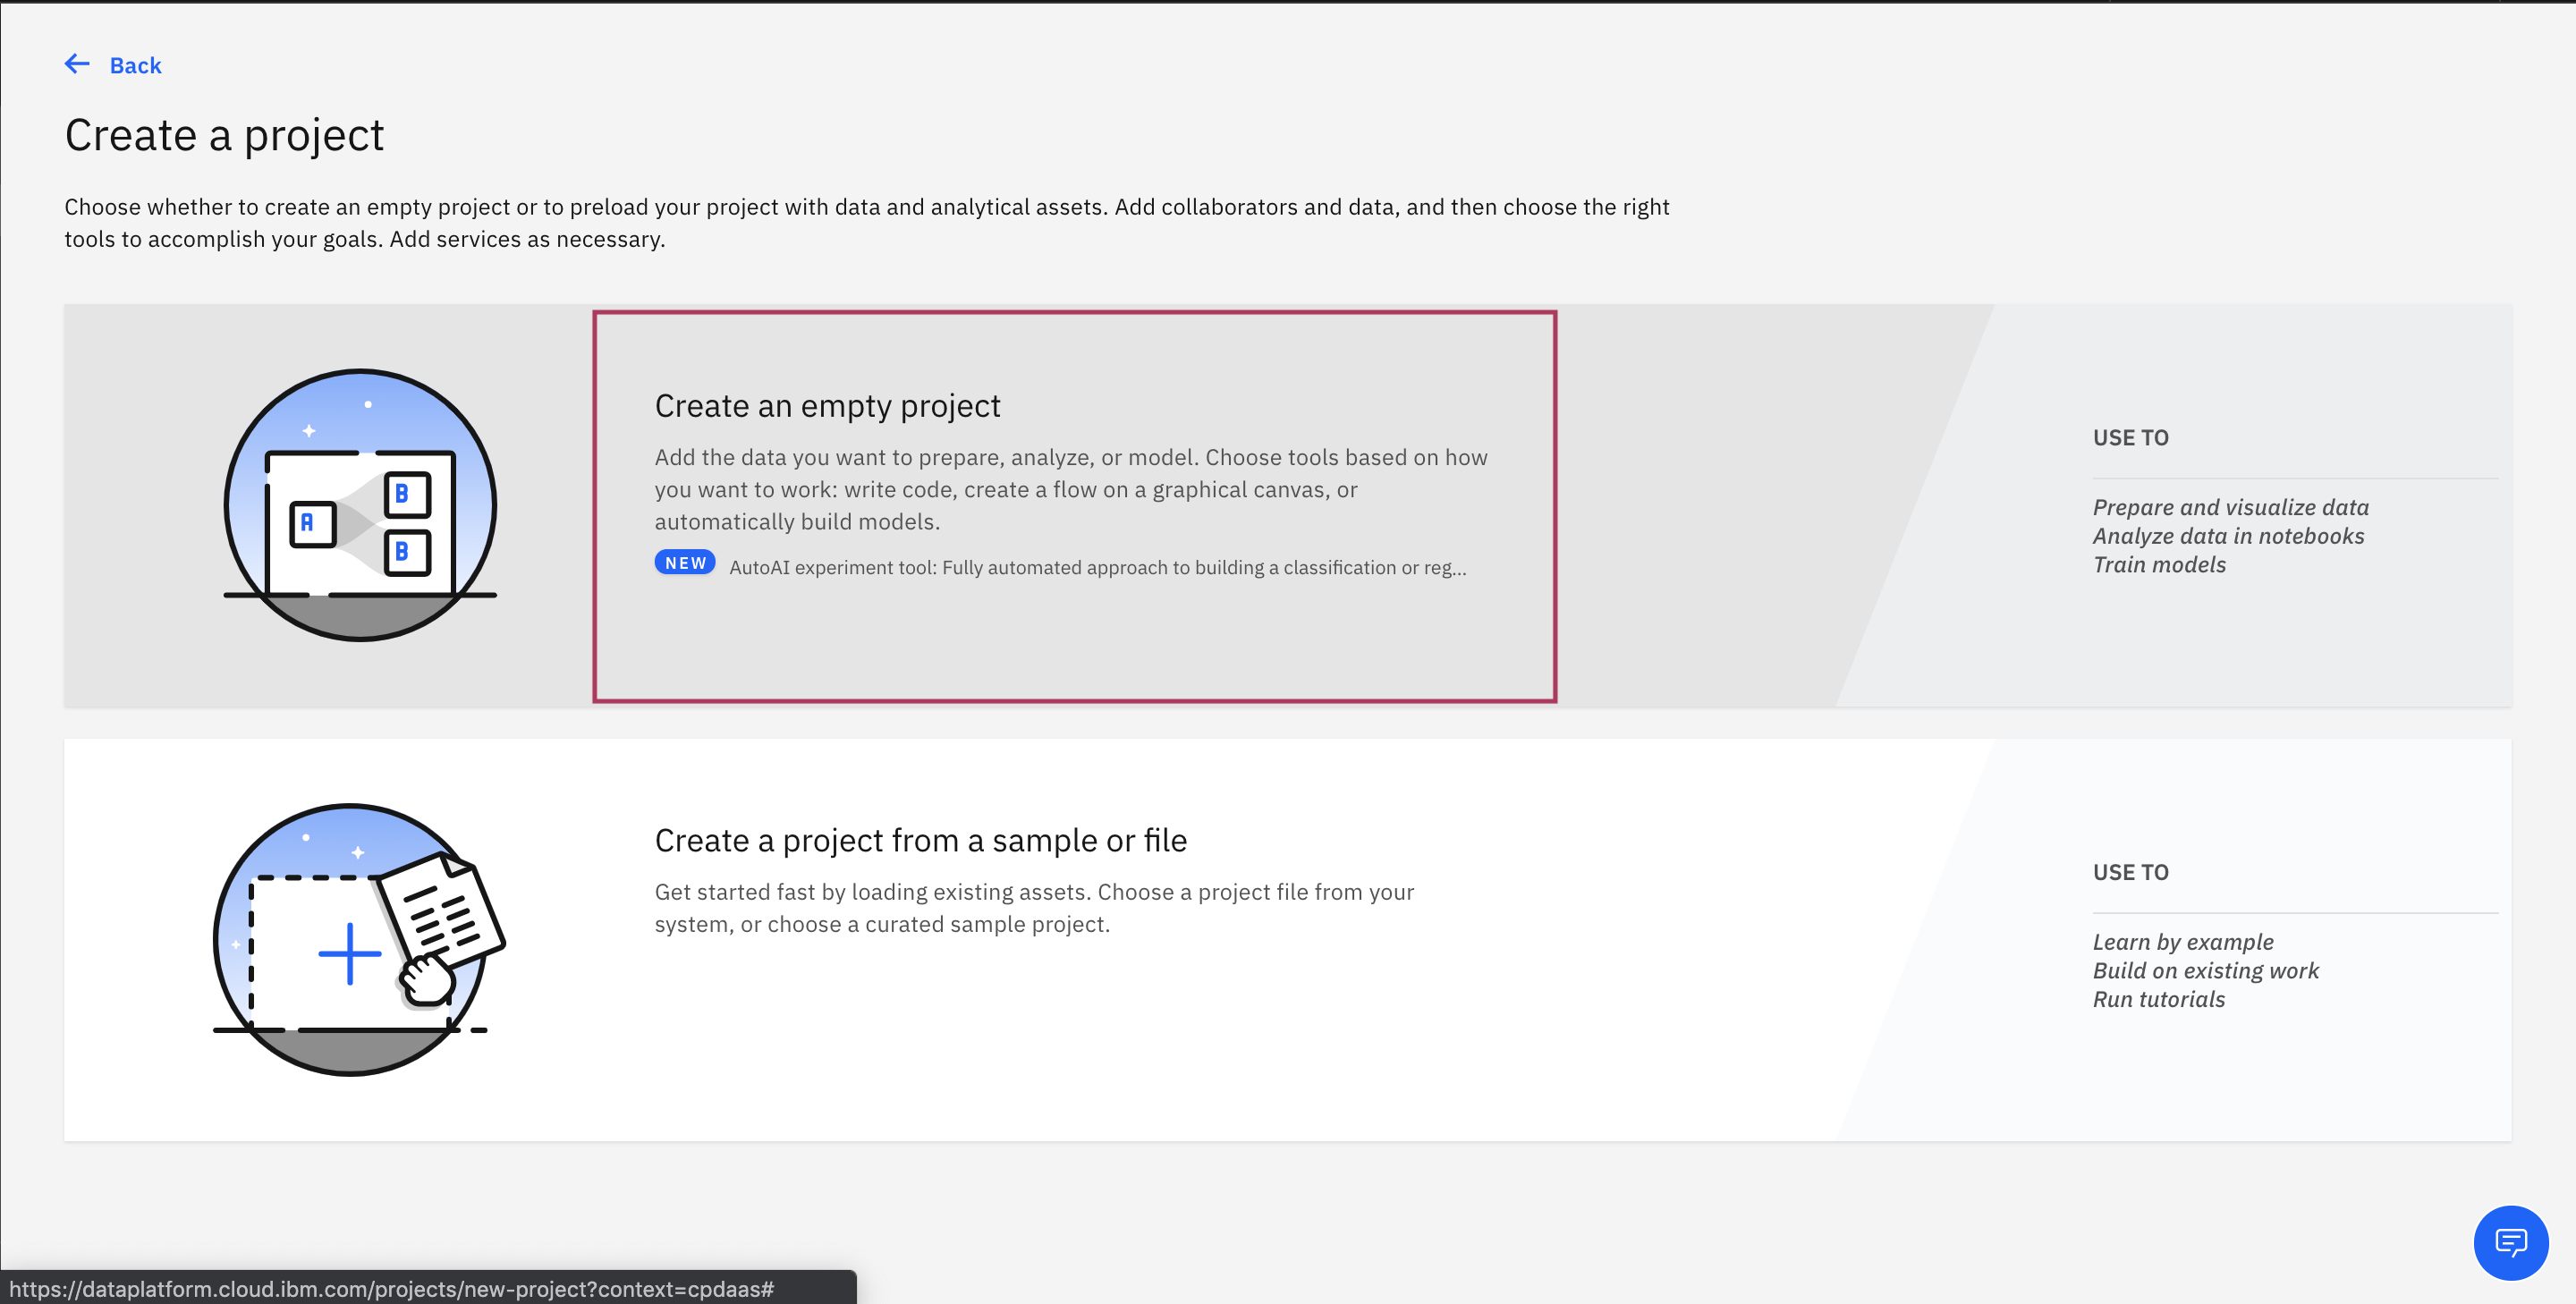 Back
Create a project
Choose whether to create an empty project or to preload your project with data and analytical assets. Add collaborators and data, and then choose the right
tools to accomplish your goals. Add services as necessary.
A
B
B
Create an empty project
Add the data you want to prepare, analyze, or model. Choose tools based on how
you want to work: write code, create a flow on a graphical canvas, or
automatically build models.
NEW AutoAI experiment tool: Fully automated approach to building a classification or reg...
USE TO
Prepare and visualize data
Analyze data in notebooks
Train models
Create a project from a sample or file
Get started fast by loading existing assets. Choose a project file from your
system, or choose a curated sample project.
USE TO
Learn by example
Build on existing work
Run tutorials
https://dataplatform.cloud.ibm.com/projects/new-project?context=cpdaas#